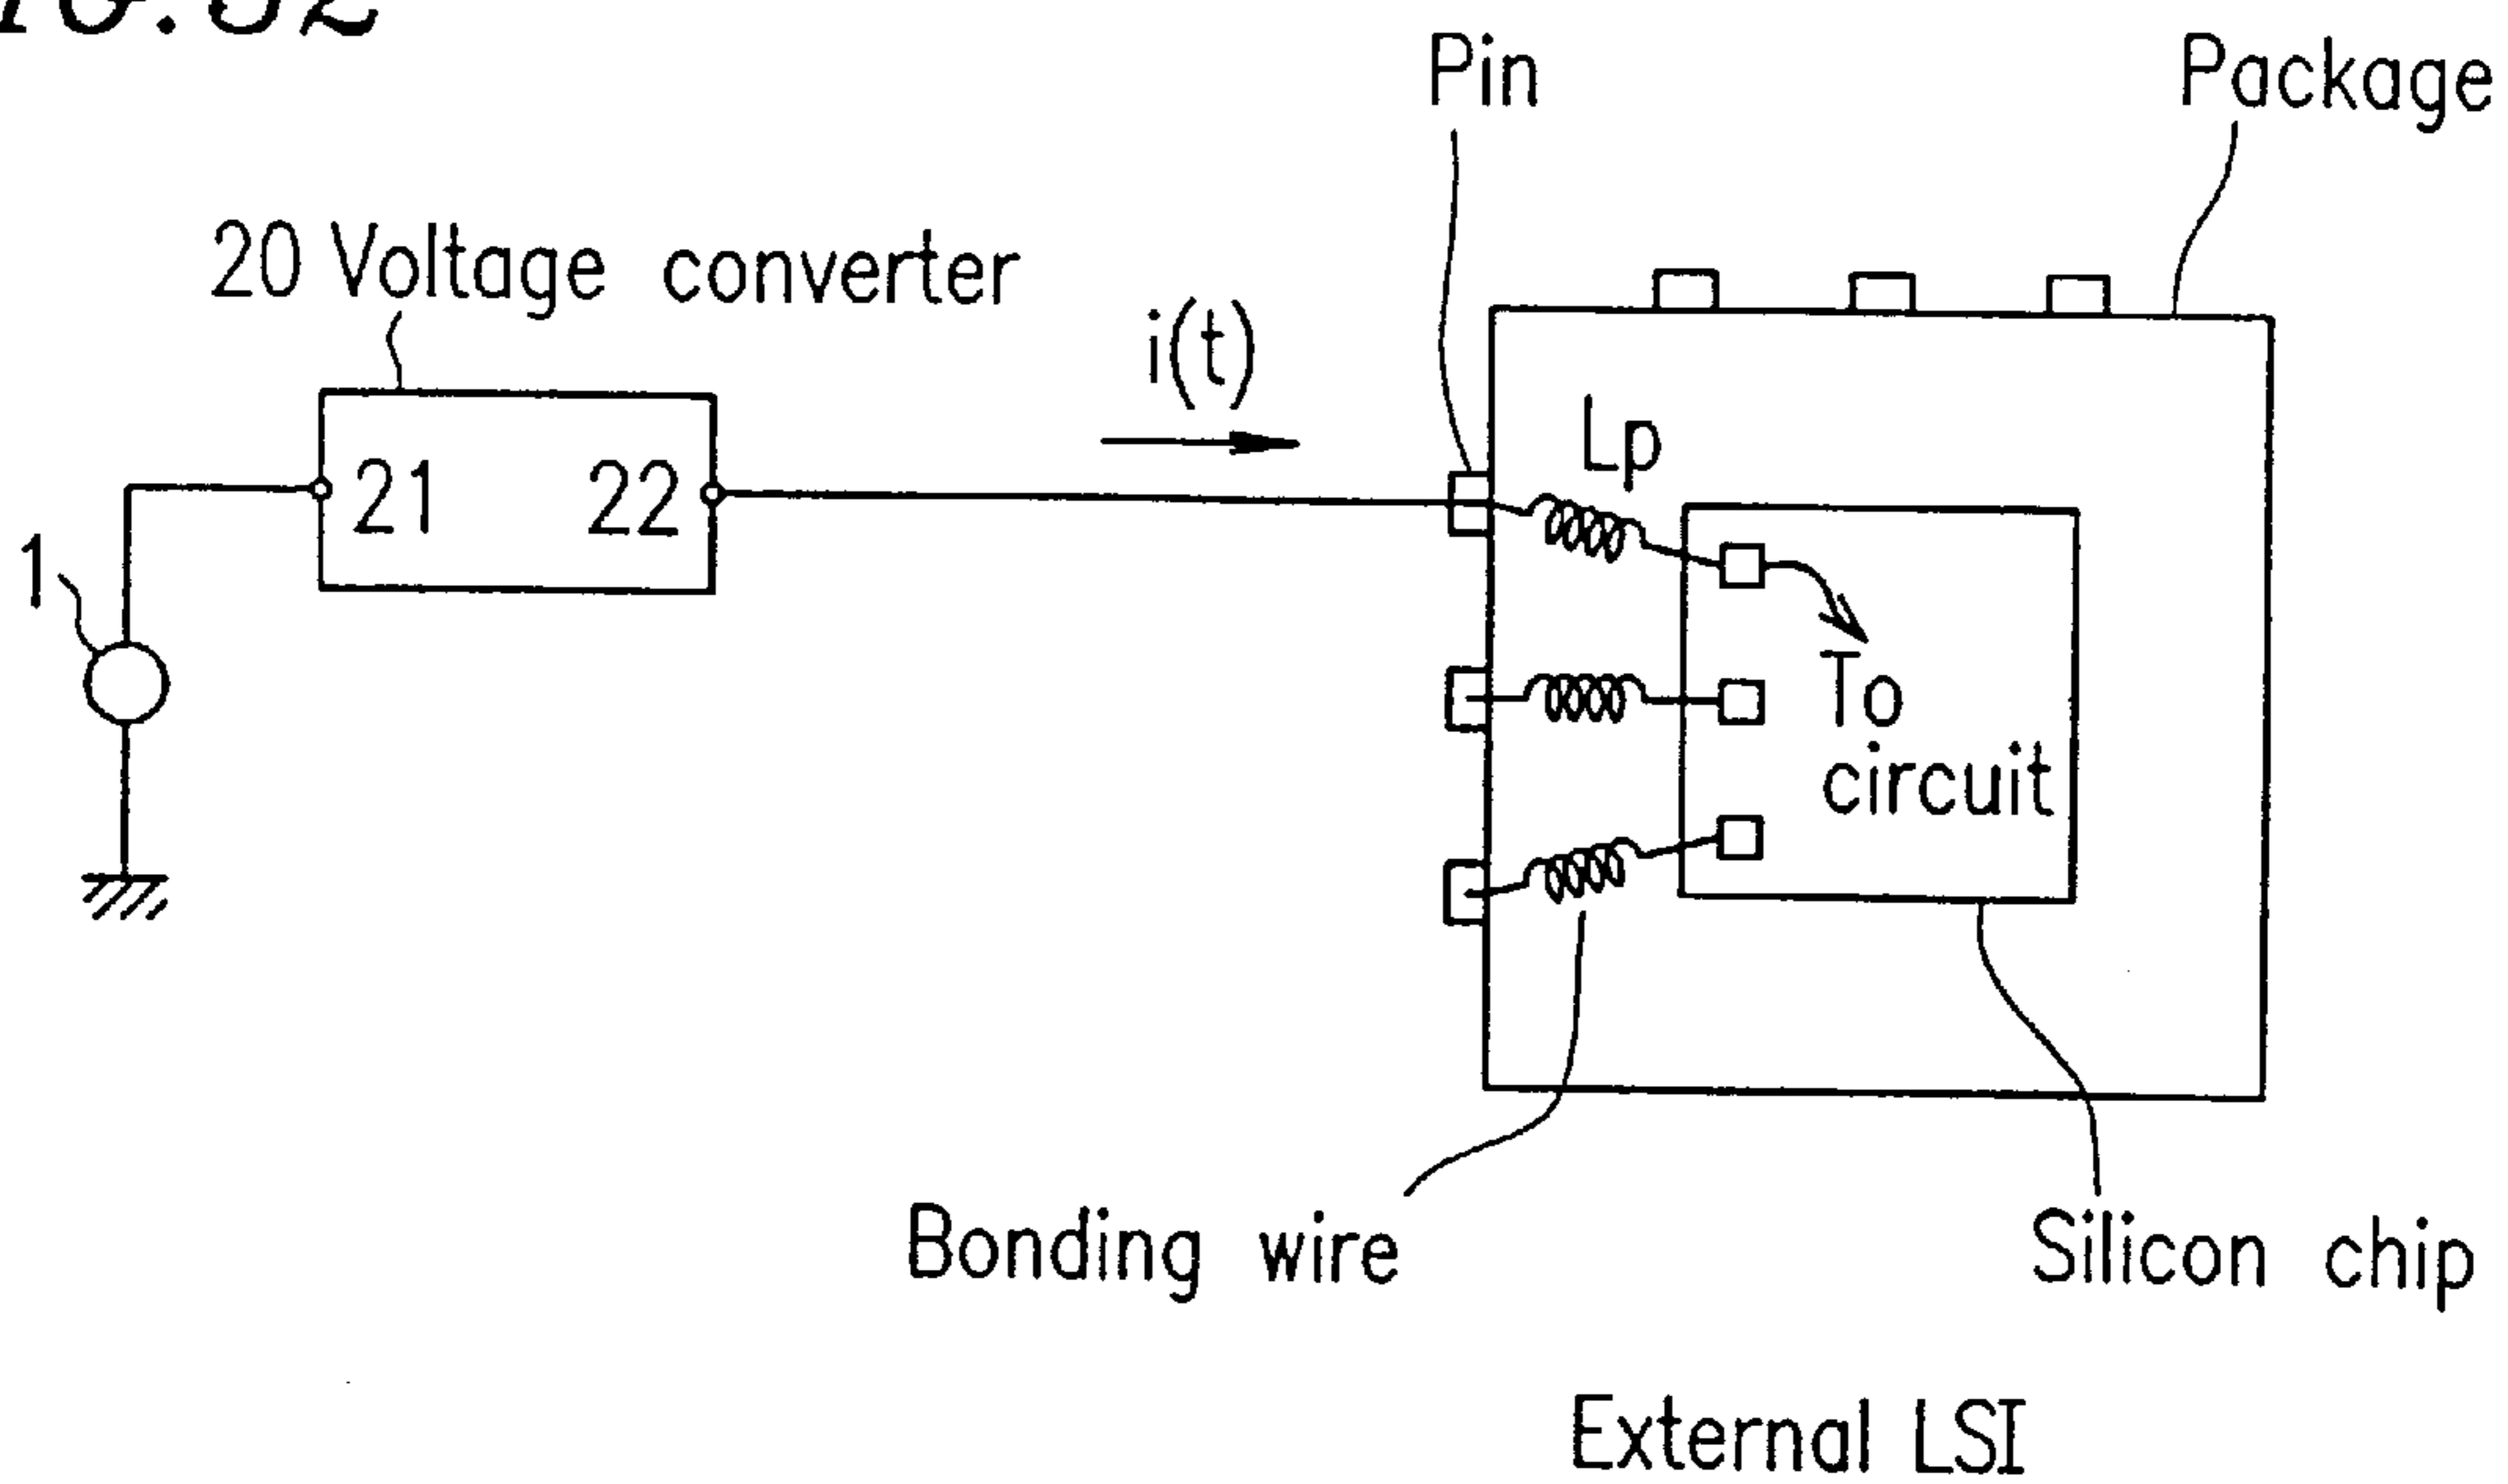 Pin
Package
20 Voltage converter
i(t)
Lp
21
22
1
To
circuit
Bonding wire
Silicon chip
External LSI